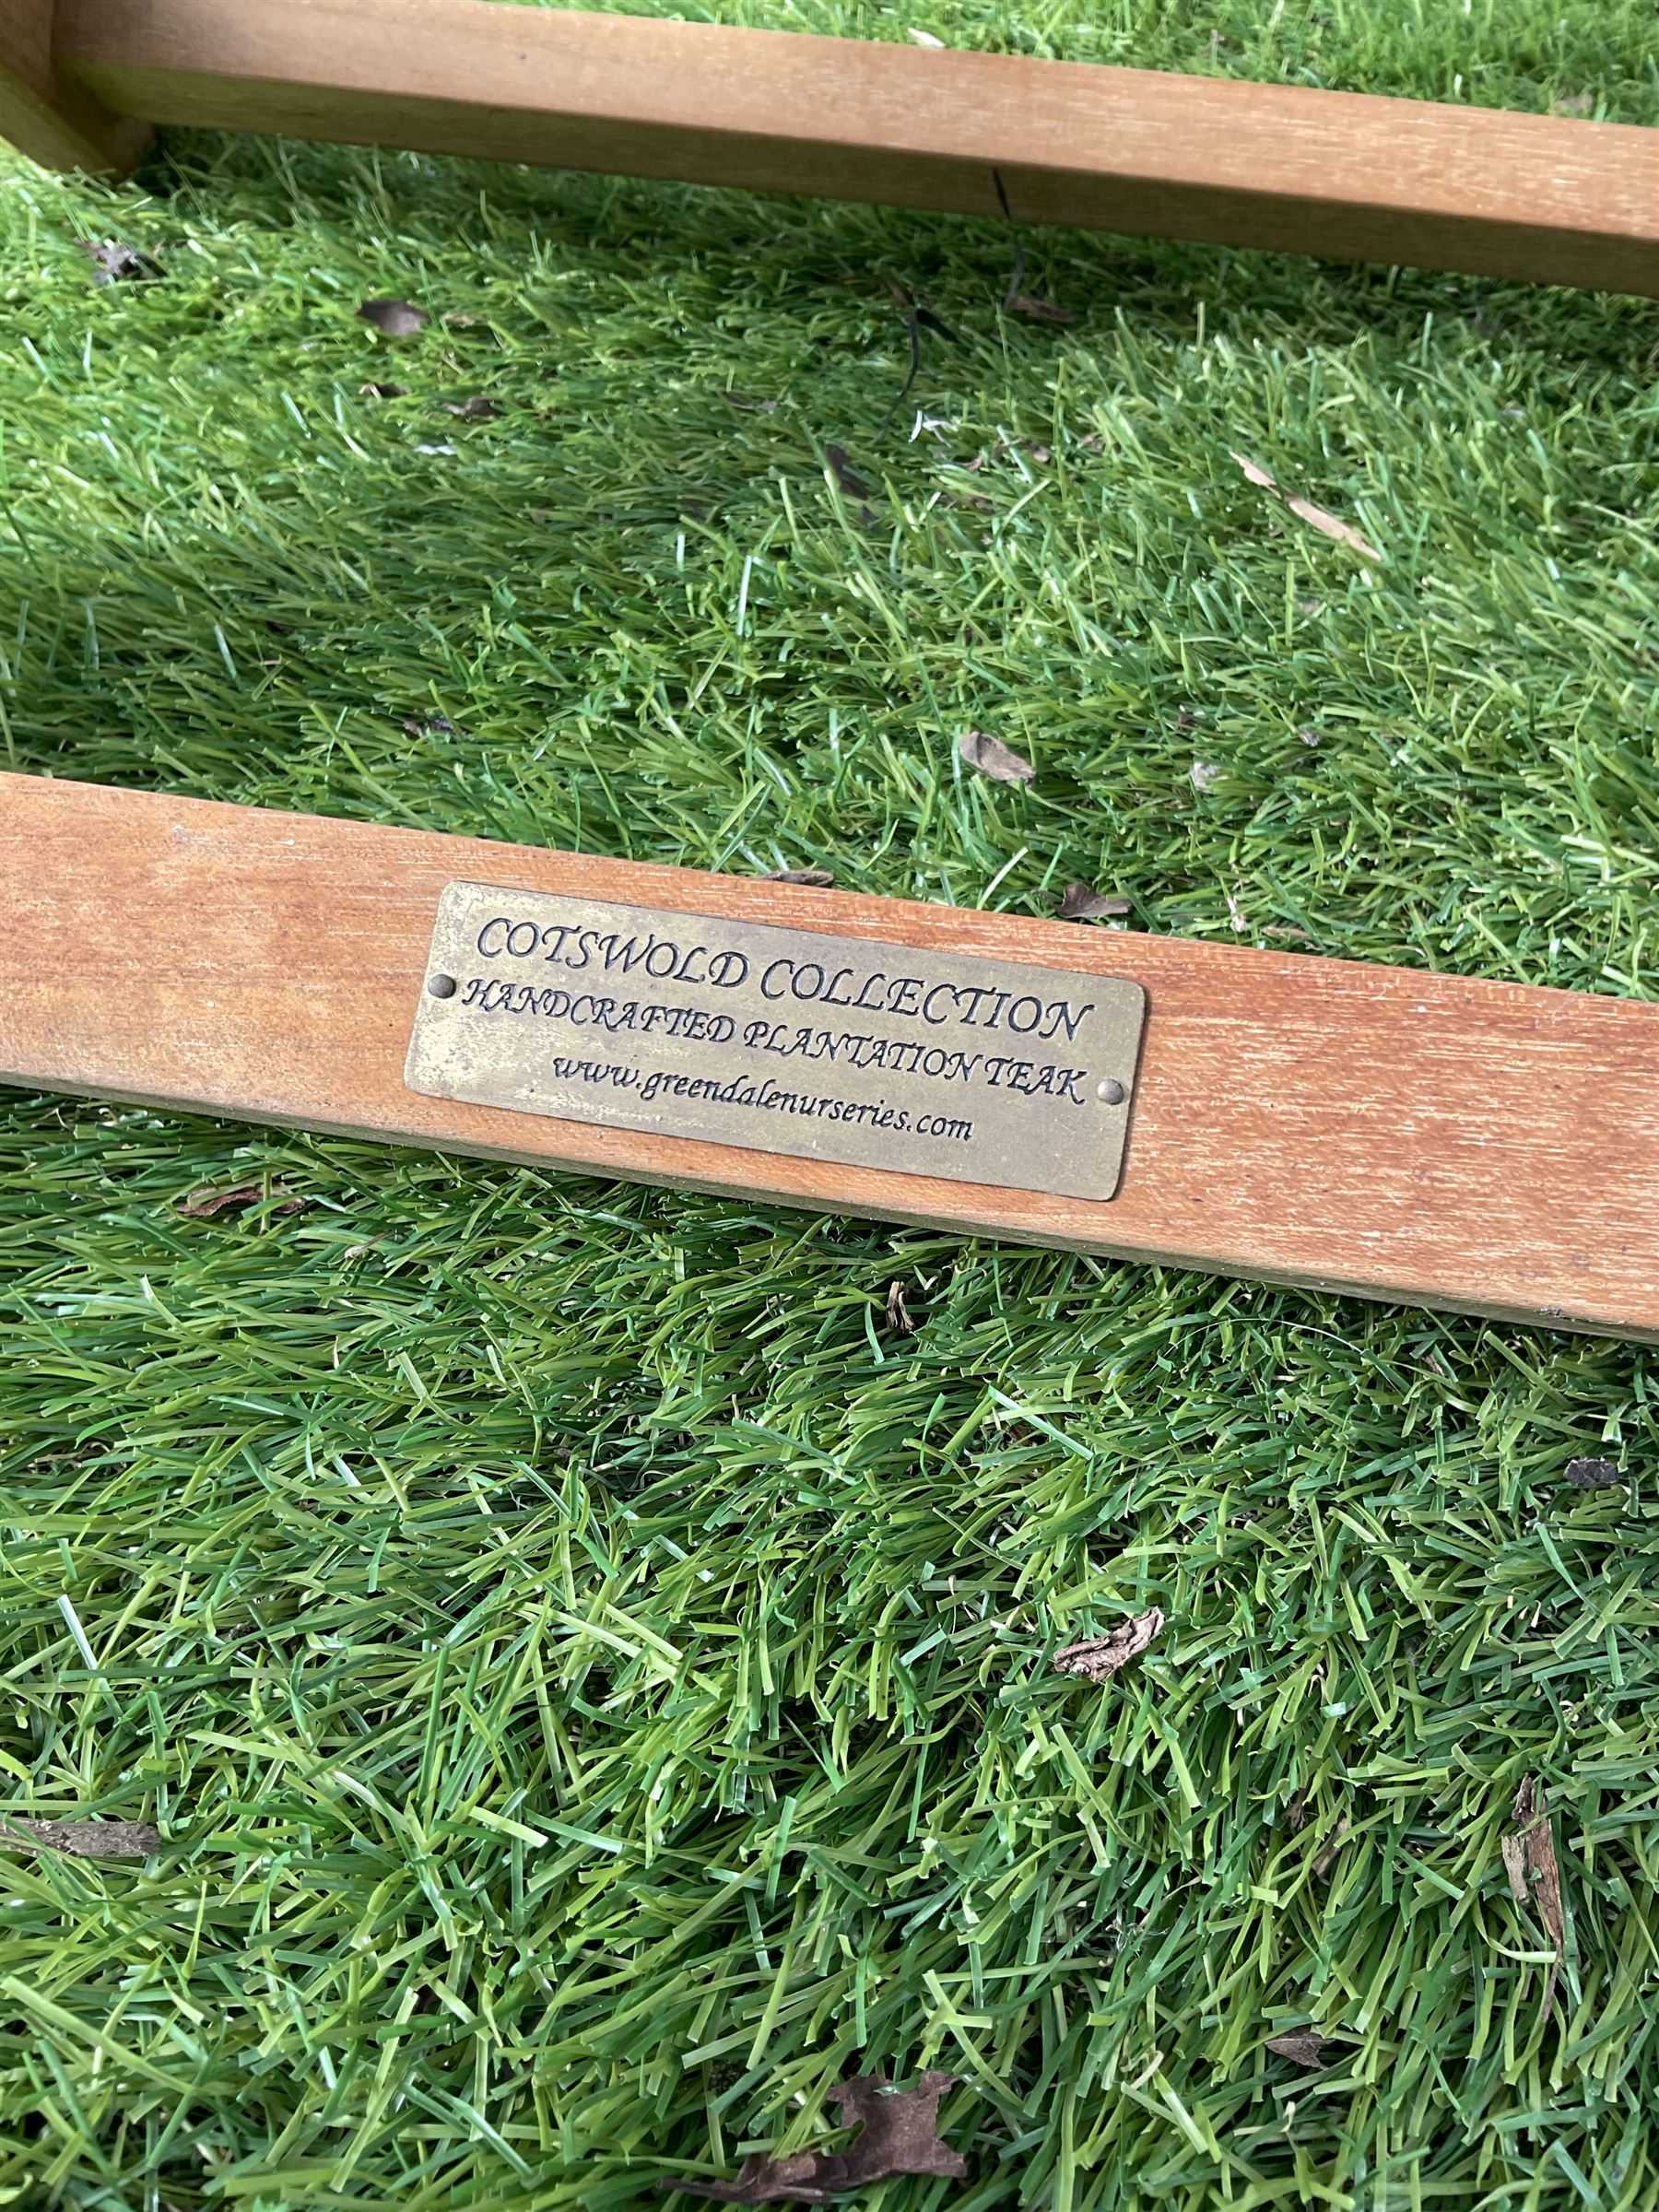 COTSWOLD COLLECTION
HANDCRAFTED PLANTATION TEAK
www.greendalenurseries.com